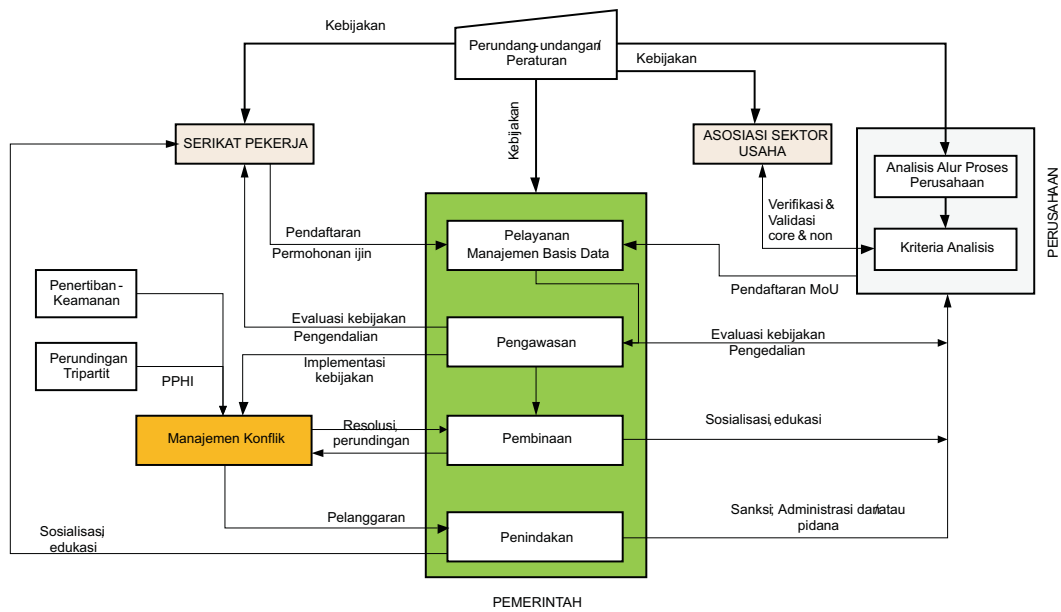 Kebijakan
Perundang-undangan/
Peraturan
Kebijakan
Kebijakan
SERIKAT PEKERJA
ASOSIASI SEKTOR
USAHA
Analisis Alur Proses
Perusahaan
Kriteria Analisis
PERUSAHAAN
Verifikasi &
Validasi
core & non
Pendaftaran
Permohonan ijin
Pelayanan
Manajemen Basis Data
Pendaftaran MoU
Penertiban-
Keamanan
Evaluasi kebijakan
Pengendalian
Pengawasan
Evaluasi kebijakan
Pengedalian
Perundingan
Tripartit
PPHI
Implementasi
kebijakan
Manajemen Konflik
Resolusi,
perundingan
Pembinaan
Sosialisasi, edukasi
Pelanggaran
Penindakan
Sanksi; Administrasi dan/atau
pidana
Sosialisasi,
edukasi
PEMERINTAH